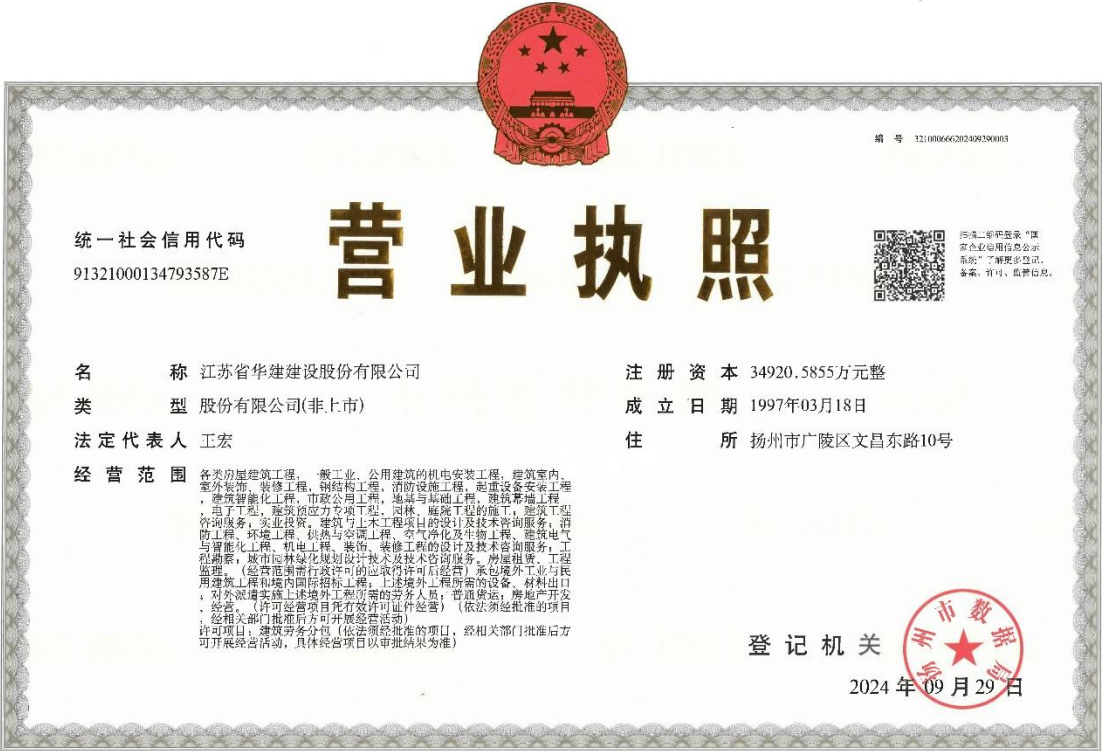 编 号 321000666202409290003
营业执照
统一社会信用代码
91321000134793587E
扫描二维码登录“国
家企业信用信息公示
系统”了解更多登记、
备案、许可、监管信息。
名 称 江苏省华建建设股份有限公司
类 型 股份有限公司(非上市)
法定代表人 王宏
注册资本 34920.5855万元整
成立日期 1997年03月18日
住 所 扬州市广陵区文昌东路10号
经营范围 各类房屋建筑工程，一般工业、公用建筑的机电安装工程，建筑室内、
室外装饰、装修工程，钢结构工程，消防设施工程，起重设备安装工程
，建筑智能化工程，市政公用工程，地基与基础工程，建筑幕墙工程
，电子工程，建筑预应力专项工程，园林、庭院工程的施工；建筑工程
咨询服务；实业投资。建筑与土木工程项目的设计及技术咨询服务；消
防工程、环境工程、供热与空调工程、空气净化及生物工程、建筑电气
与智能化工程、机电工程、装饰、装修工程的设计及技术咨询服务；工
程勘察；城市园林绿化规划设计技术及技术咨询服务。房屋租赁、工程
监理。（经营范围需行政许可的应取得许可后经营）承包境外工业与民
用建筑工程和境内国际招标工程；上述境外工程所需的设备、材料出口
；对外派遣实施上述境外工程所需的劳务人员；普通货运；房地产开发
、经营。（许可经营项目凭有效许可证件经营）（依法须经批准的项目
，经相关部门批准后方可开展经营活动）
许可项目：建筑劳务分包（依法须经批准的项目，经相关部门批准后方
可开展经营活动，具体经营项目以审批结果为准）
登记机关
扬州市数据局
2024 年 09 月 29 日